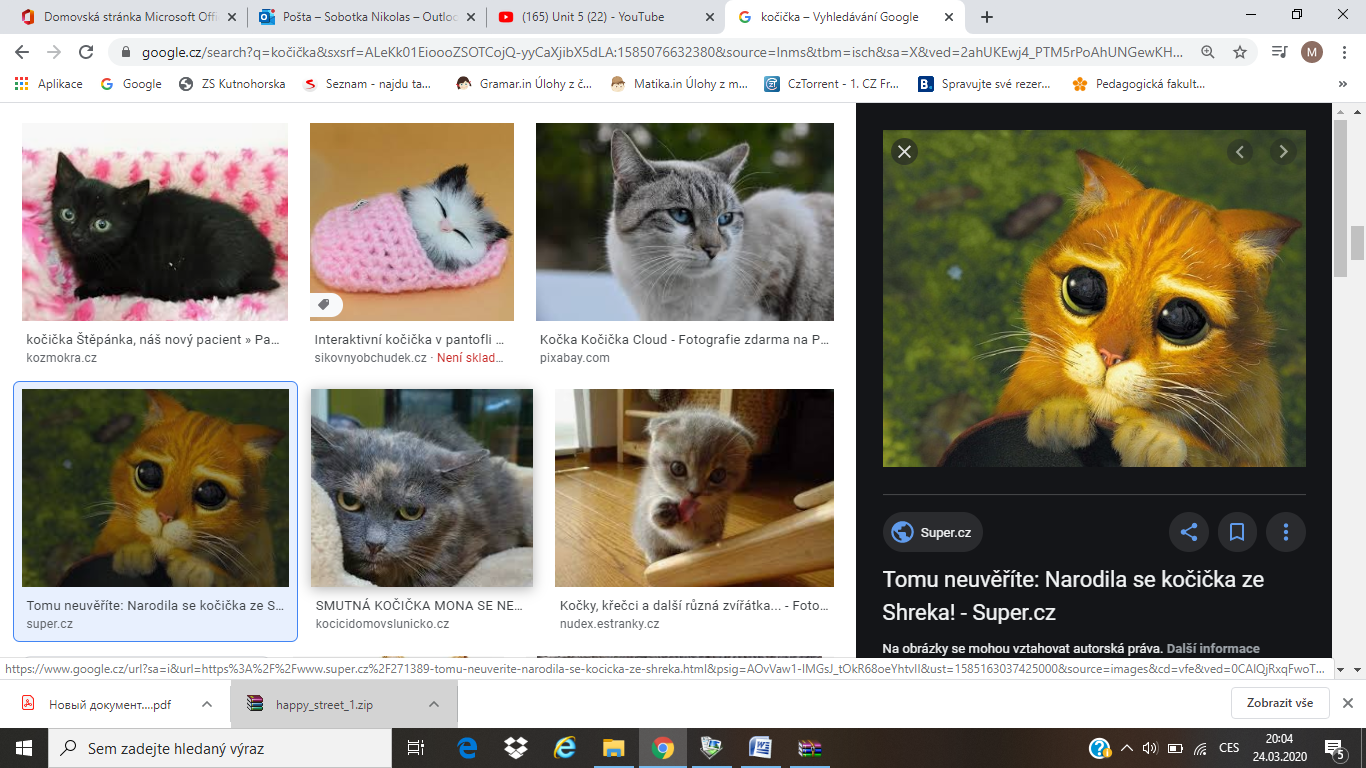 Domovská stránka Microsoft Offi
Pošta – Sobotka Nikolas – Outloo
(165) Unit 5 (22) - YouTube
kočička – Vyhledávání Google
google.cz/search?q=kočička&sxsrf=ALeKk01EioooZSOTCojQ-yyCaXjibX5dLA:1585076632380&source=lnms&tbm=isch&sa=X&ved=2ahUKEwj4_PTM5rPoAhUNGewKH...
M
Aplikace
Google
ZS Kutnohorska
Seznam - najdu ta...
Gramar.in Úlohy z č...
Matika.in Úlohy z m...
CzTorrent - 1. CZ Fr...
Spravujte své rezer...
Pedagogická fakult...
»
kočička Štěpánka, náš nový pacient » Pa...
kozmokra.cz
Interaktivní kočička v pantofli ...
sikovnyobchudek.cz · Není sklad...
Kočka Kočička Cloud - Fotografie zdarma na P...
pixabay.com
Tomu neuvěříte: Narodila se kočička ze S...
super.cz
SMUTNÁ KOČIČKA MONA SE NE...
kocicidomovslunicko.cz
Kočky, křečci a další různá zvířátka... - Foto...
nudex.estranky.cz
Super.cz
Tomu neuvěříte: Narodila se kočička ze
Shreka! - Super.cz
Na obrázky se mohou vztahovat autorská práva. Další informace
https://www.google.cz/url?sa=i&url=https%3A%2F%2Fwww.super.cz%2F271389-tomu-neuverite-narodila-se-kocicka-ze-shreka.html&psig=AOvVaw1-IMGsJ_tOkR68oeYhtvIl&ust=1585163037425000&source=images&cd=vfe&ved=0CAIQjRxqFwoT...
Новый документ....pdf
happy_street_1.zip
Zobrazit vše
Sem zadejte hledaný výraz
CES
20:04
24.03.2020
5